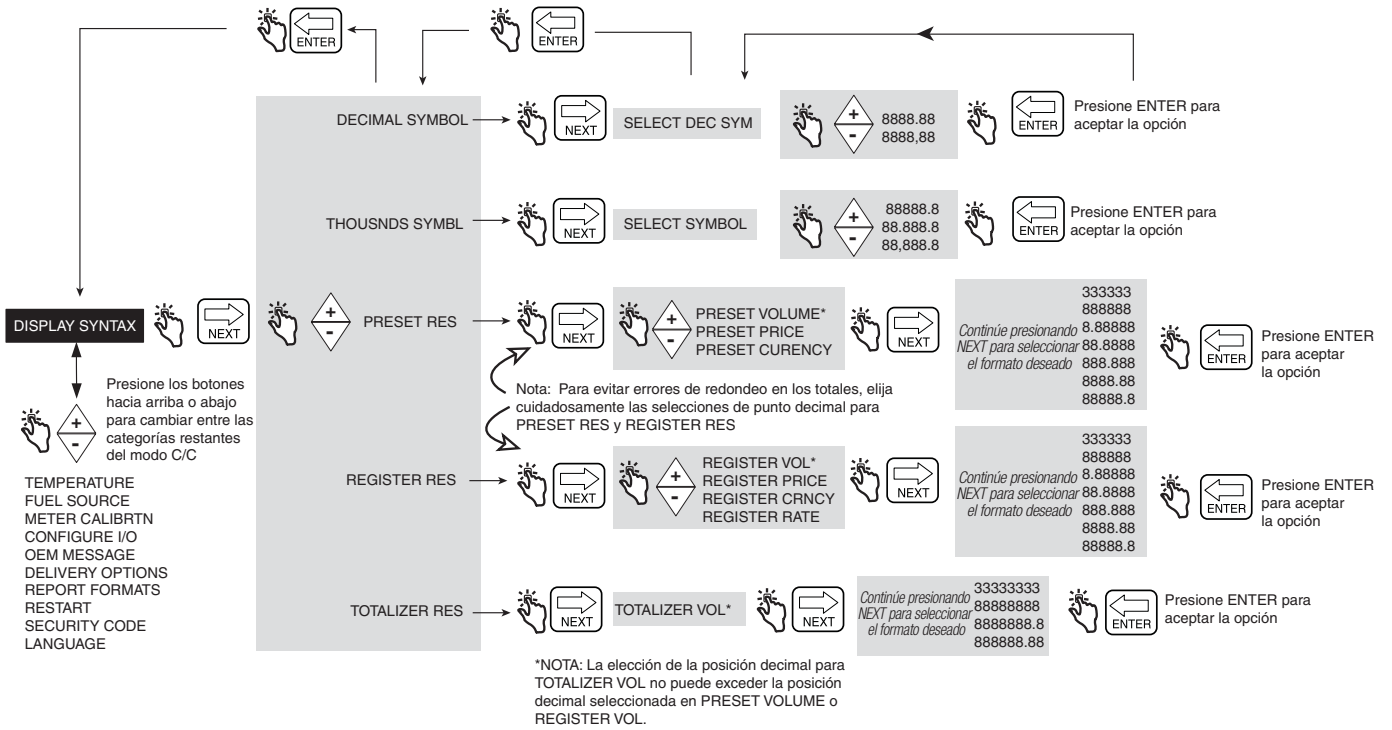 ENTER
ENTER
DECIMAL SYMBOL
NEXT
SELECT DEC SYM
+
-
8888.88
8888,88
ENTER
Presione ENTER para
aceptar la opción
THOUSNDS SYMBL
NEXT
SELECT SYMBOL
+
-
88888.8
88.888.8
88,888.8
ENTER
Presione ENTER para
aceptar la opción
DISPLAY SYNTAX
NEXT
+
-
PRESET RES
NEXT
+
-
PRESET VOLUME*
PRESET PRICE
PRESET CURENCY
NEXT
Continúe presionando
NEXT para seleccionar
el formato deseado
333333
888888
8.88888
88.8888
888.888
8888.88
88888.8
ENTER
Presione ENTER
para aceptar
la opción
Presione los botones
hacia arriba o abajo
para cambiar entre las
categorías restantes
del modo C/C
+
-
TEMPERATURE
FUEL SOURCE
METER CALIBRTN
CONFIGURE I/O
OEM MESSAGE
DELIVERY OPTIONS
REPORT FORMATS
RESTART
SECURITY CODE
LANGUAGE
Nota: Para evitar errores de redondeo en los totales, elija
cuidadosamente las selecciones de punto decimal para
PRESET RES y REGISTER RES
REGISTER RES
NEXT
+
-
REGISTER VOL*
REGISTER PRICE
REGISTER CRNCY
REGISTER RATE
NEXT
Continúe presionando
NEXT para seleccionar
el formato deseado
333333
888888
8.88888
88.8888
888.888
8888.88
88888.8
ENTER
Presione ENTER
para aceptar
la opción
TOTALIZER RES
NEXT
TOTALIZER VOL*
NEXT
Continúe presionando
NEXT para seleccionar
el formato deseado
33333333
88888888
8888888.8
888888.88
ENTER
Presione ENTER para
aceptar la opción
*NOTA: La elección de la posición decimal para
TOTALIZER VOL no puede exceder la posición
decimal seleccionada en PRESET VOLUME o
REGISTER VOL.